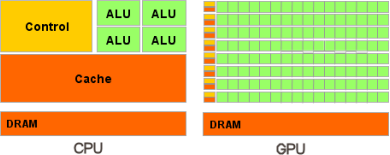 Control
ALU ALU
ALU ALU
Cache
DRAM
CPU
DRAM
GPU